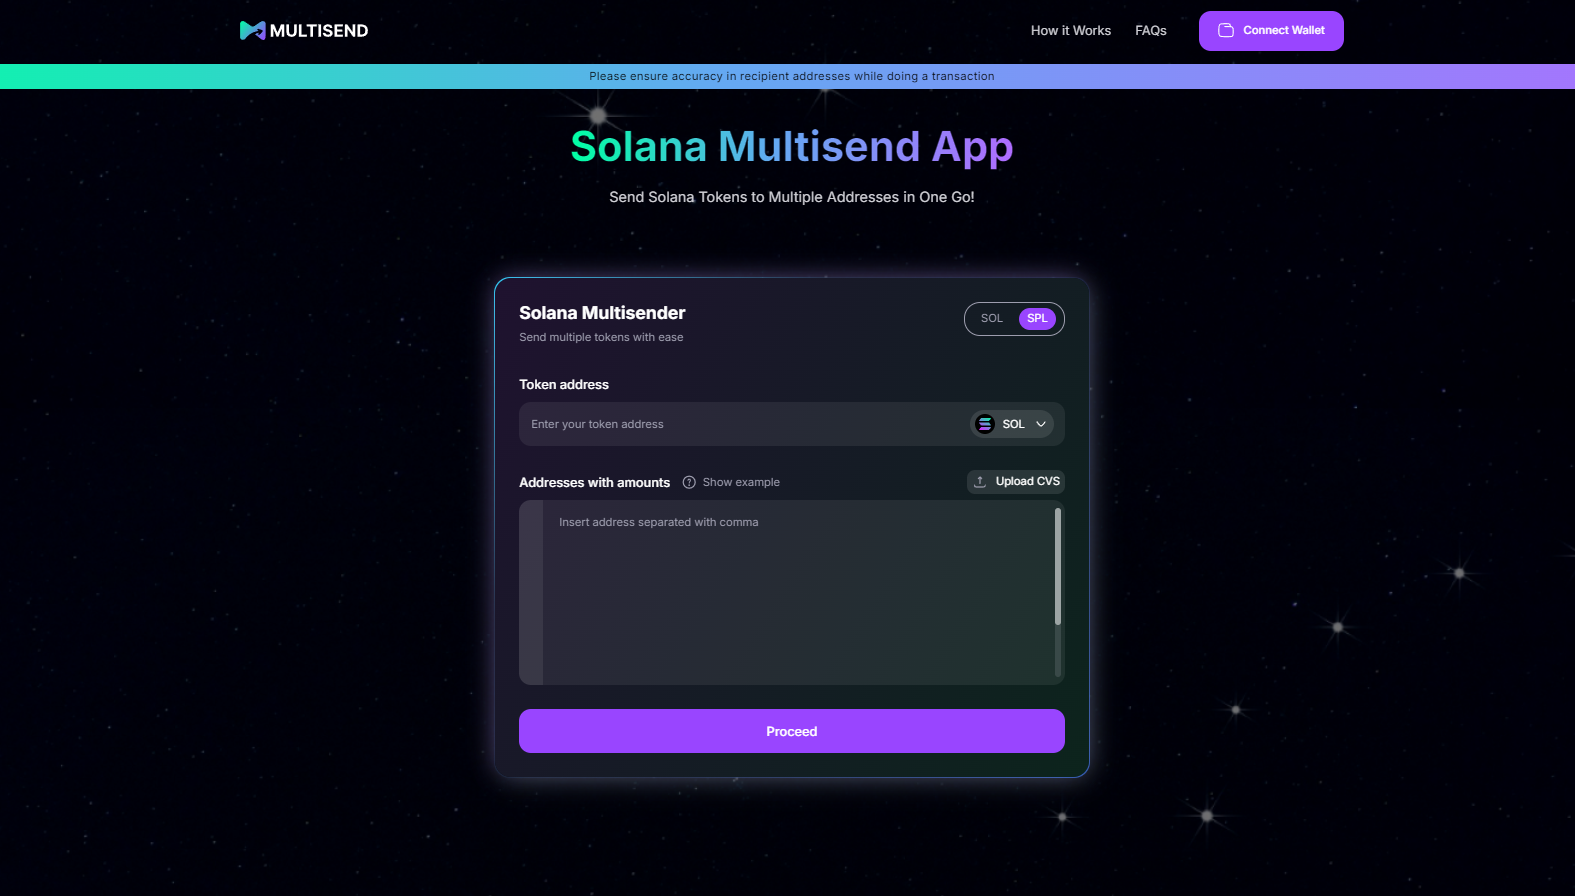 MULTISEND
How it Works
FAQs
Connect Wallet
Please ensure accuracy in recipient addresses while doing a transaction
Solana Multisend App
Send Solana Tokens to Multiple Addresses in One Go!
Solana Multisender
SOL
SPL
Send multiple tokens with ease
Token address
Enter your token address
SOL
Addresses with amounts
? Show example
Upload CVS
Insert address separated with comma
Proceed